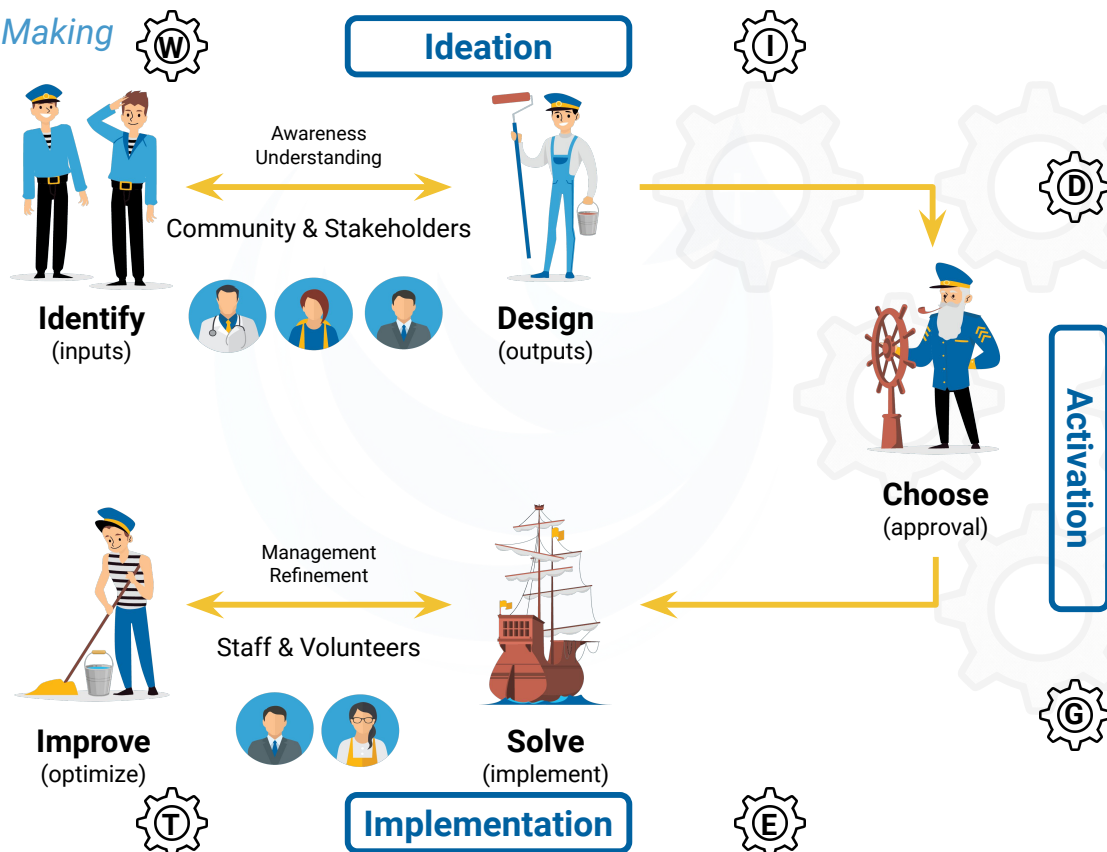 Making
W
Ideation
I
Awareness
Understanding
D
Community & Stakeholders
Identify
(inputs)
Design
(outputs)
Activation
Choose
(approval)
Management
Refinement
Staff & Volunteers
G
Improve
(optimize)
Solve
(implement)
T
Implementation
E